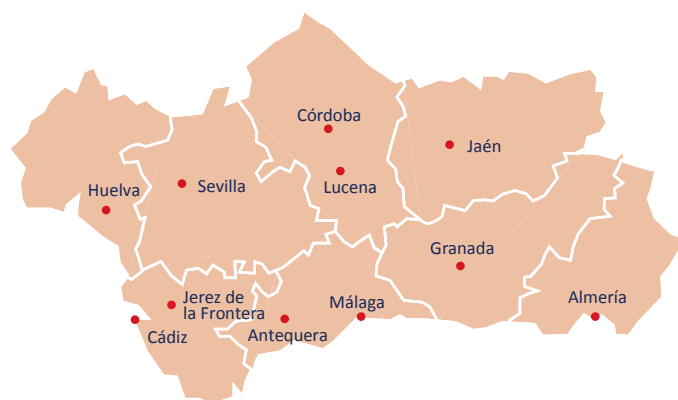 Córdoba
Jaén
Huelva
Sevilla
Lucena
Granada
Jerez de
la Frontera
Málaga
Almería
Cádiz
Antequera